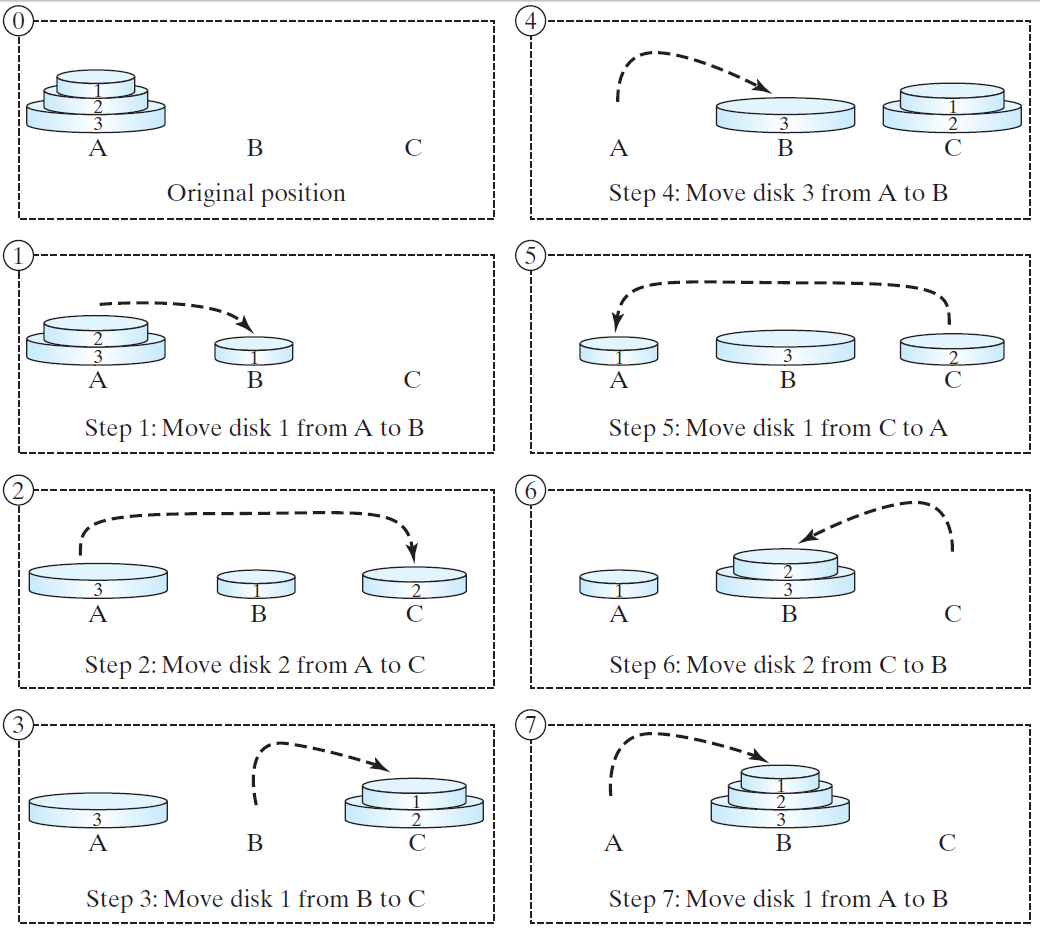 0
1
2
3
A B C
Original position
1
2
3
1
A B C
Step 1: Move disk 1 from A to B
2
3 1 2
A B C
Step 2: Move disk 2 from A to C
3
1
3 2
A B C
Step 3: Move disk 1 from B to C
4
1
3 2
A B C
Step 4: Move disk 3 from A to B
5
1 3 2
A B C
Step 5: Move disk 1 from C to A
6
2
1 3
A B C
Step 6: Move disk 2 from C to B
7
1
2
3
A B C
Step 7: Move disk 1 from A to B